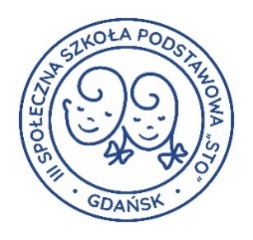 III SPOŁECZNA SZKOŁA PODSTAWOWA „STO"
• GDAŃSK •